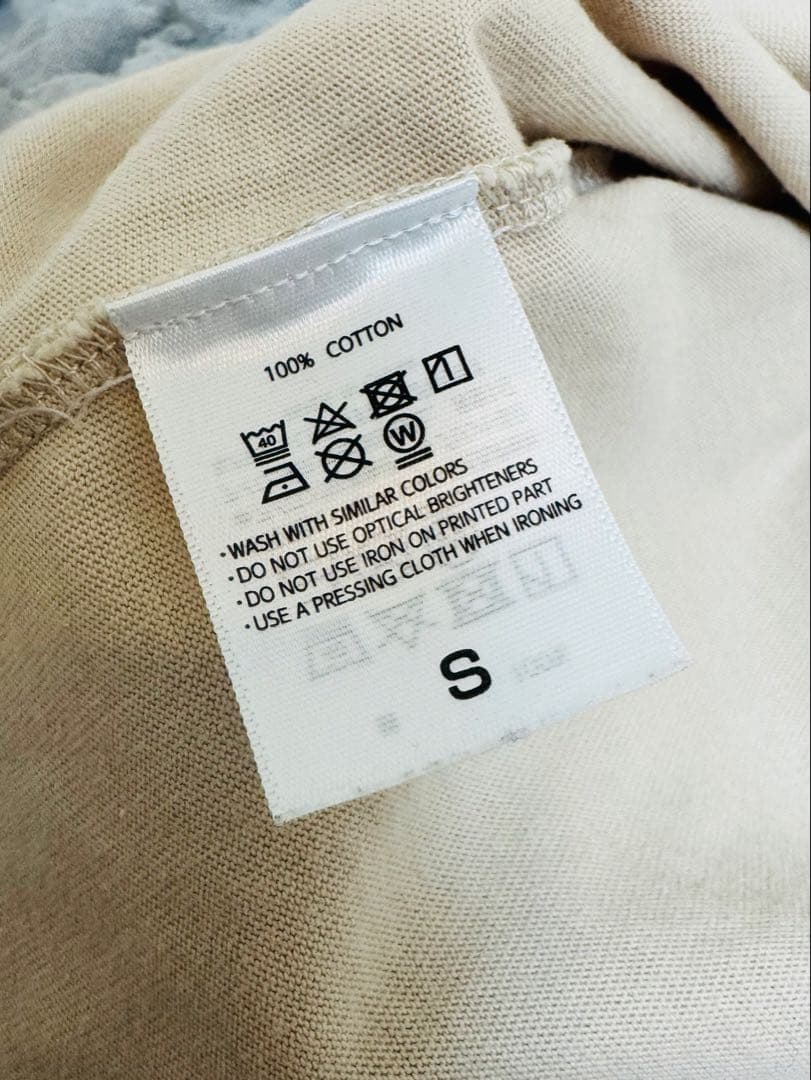 100% COTTON
40
W
·WASH WITH SIMILAR COLORS
·DO NOT USE OPTICAL BRIGHTENERS
·DO NOT USE IRON ON PRINTED PART
·USE A PRESSING CLOTH WHEN IRONING
S